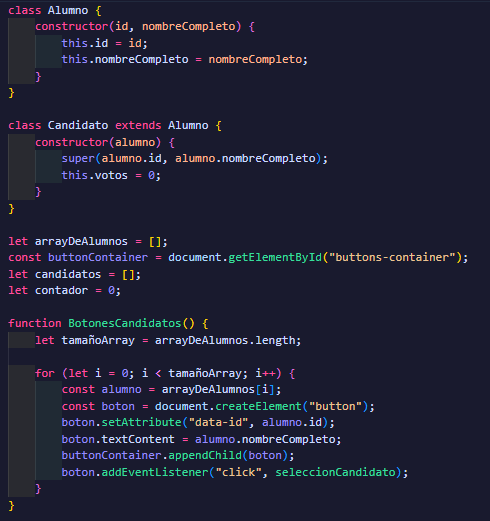 class Alumno {
    constructor(id, nombreCompleto) {
        this.id = id;
        this.nombreCompleto = nombreCompleto;
    }
}

class Candidato extends Alumno {
    constructor(alumno) {
        super(alumno.id, alumno.nombreCompleto);
        this.votos = 0;
    }
}

let arrayDeAlumnos = [];
const buttonContainer = document.getElementById("buttons-container");
let candidatos = [];
let contador = 0;

function BotonesCandidatos() {
    let tamañoArray = arrayDeAlumnos.length;

    for (let i = 0; i < tamañoArray; i++) {
        const alumno = arrayDeAlumnos[i];
        const boton = document.createElement("button");
        boton.setAttribute("data-id", alumno.id);
        boton.textContent = alumno.nombreCompleto;
        buttonContainer.appendChild(boton);
        boton.addEventListener("click", seleccionCandidato);
    }
}